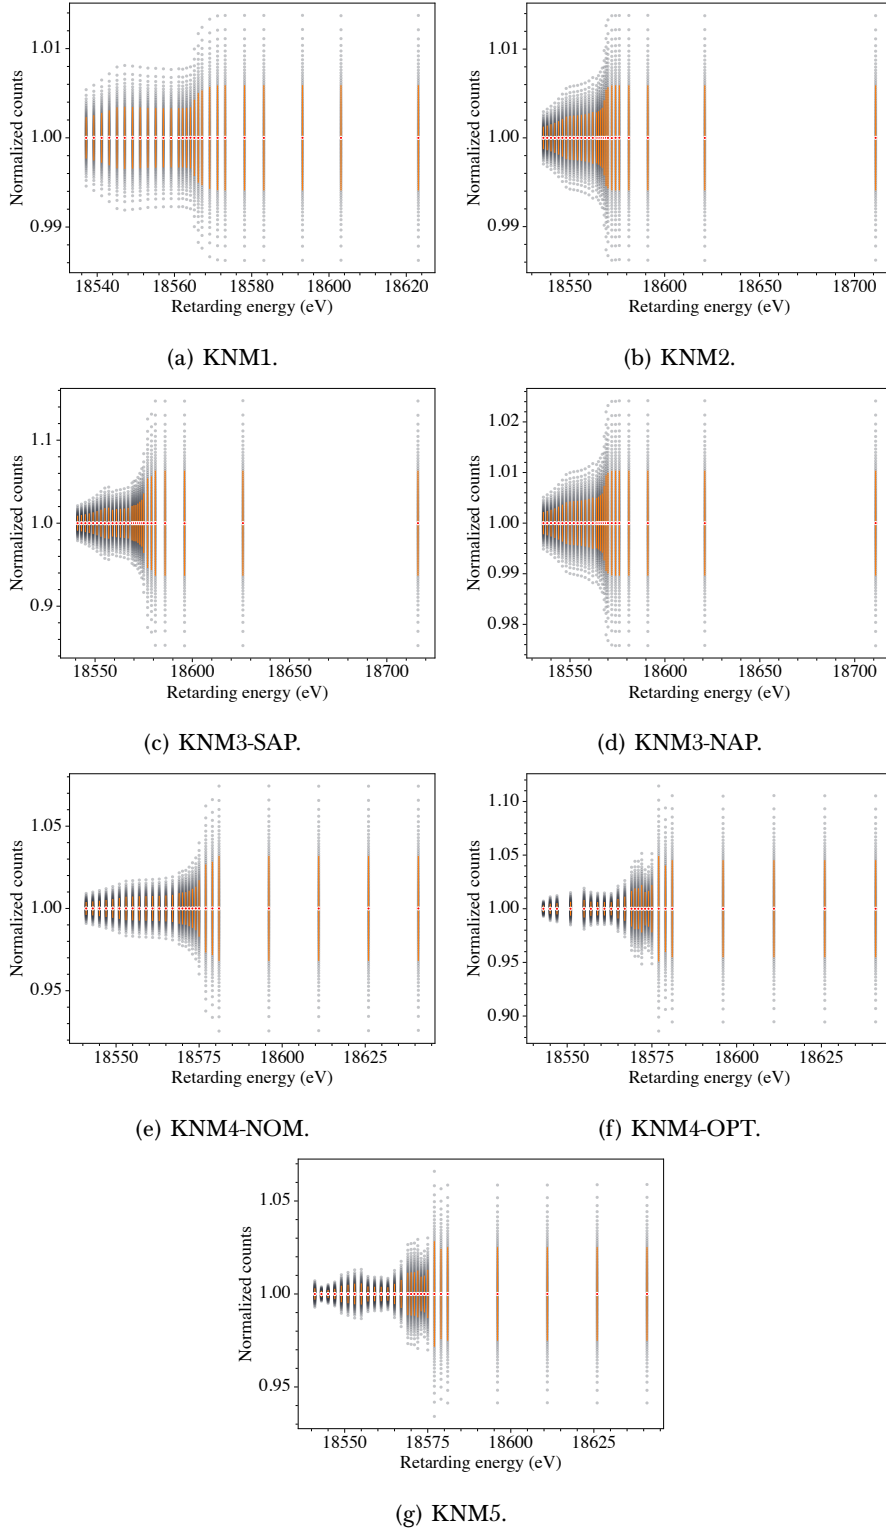 Normalized counts
1.01
1.00
0.99
18540 18560 18580 18600 18620
Retarding energy (eV)
(a) KNM1.
Normalized counts
1.01
1.00
0.99
18550 18600 18650 18700
Retarding energy (eV)
(b) KNM2.
Normalized counts
1.1
1.0
0.9
18550 18600 18650 18700
Retarding energy (eV)
(c) KNM3-SAP.
Normalized counts
1.02
1.01
1.00
0.99
0.98
18550 18600 18650 18700
Retarding energy (eV)
(d) KNM3-NAP.
Normalized counts
1.05
1.00
0.95
18550 18575 18600 18625
Retarding energy (eV)
(e) KNM4-NOM.
Normalized counts
1.10
1.05
1.00
0.95
0.90
18550 18575 18600 18625
Retarding energy (eV)
(f) KNM4-OPT.
Normalized counts
1.05
1.00
0.95
18550 18575 18600 18625
Retarding energy (eV)
(g) KNM5.